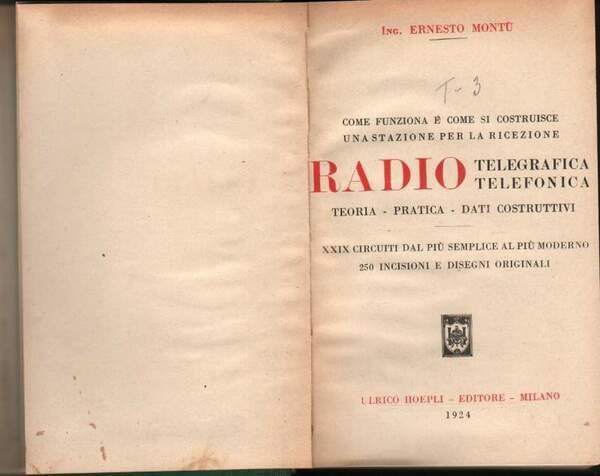 Ing. ERNESTO MONTÙ
T-3
COME FUNZIONA E COME SI COSTRUISCE
UNA STAZIONE PER LA RICEZIONE
RADIO TELEGRAFICA
TELEFONICA
TEORIA - PRATICA - DATI COSTRUTTIVI
XXIX CIRCUITI DAL PIÙ SEMPLICE AL PIÙ MODERNO
250 INCISIONI E DISEGNI ORIGINALI
ULRICO HOEPLI - EDITORE - MILANO
1924